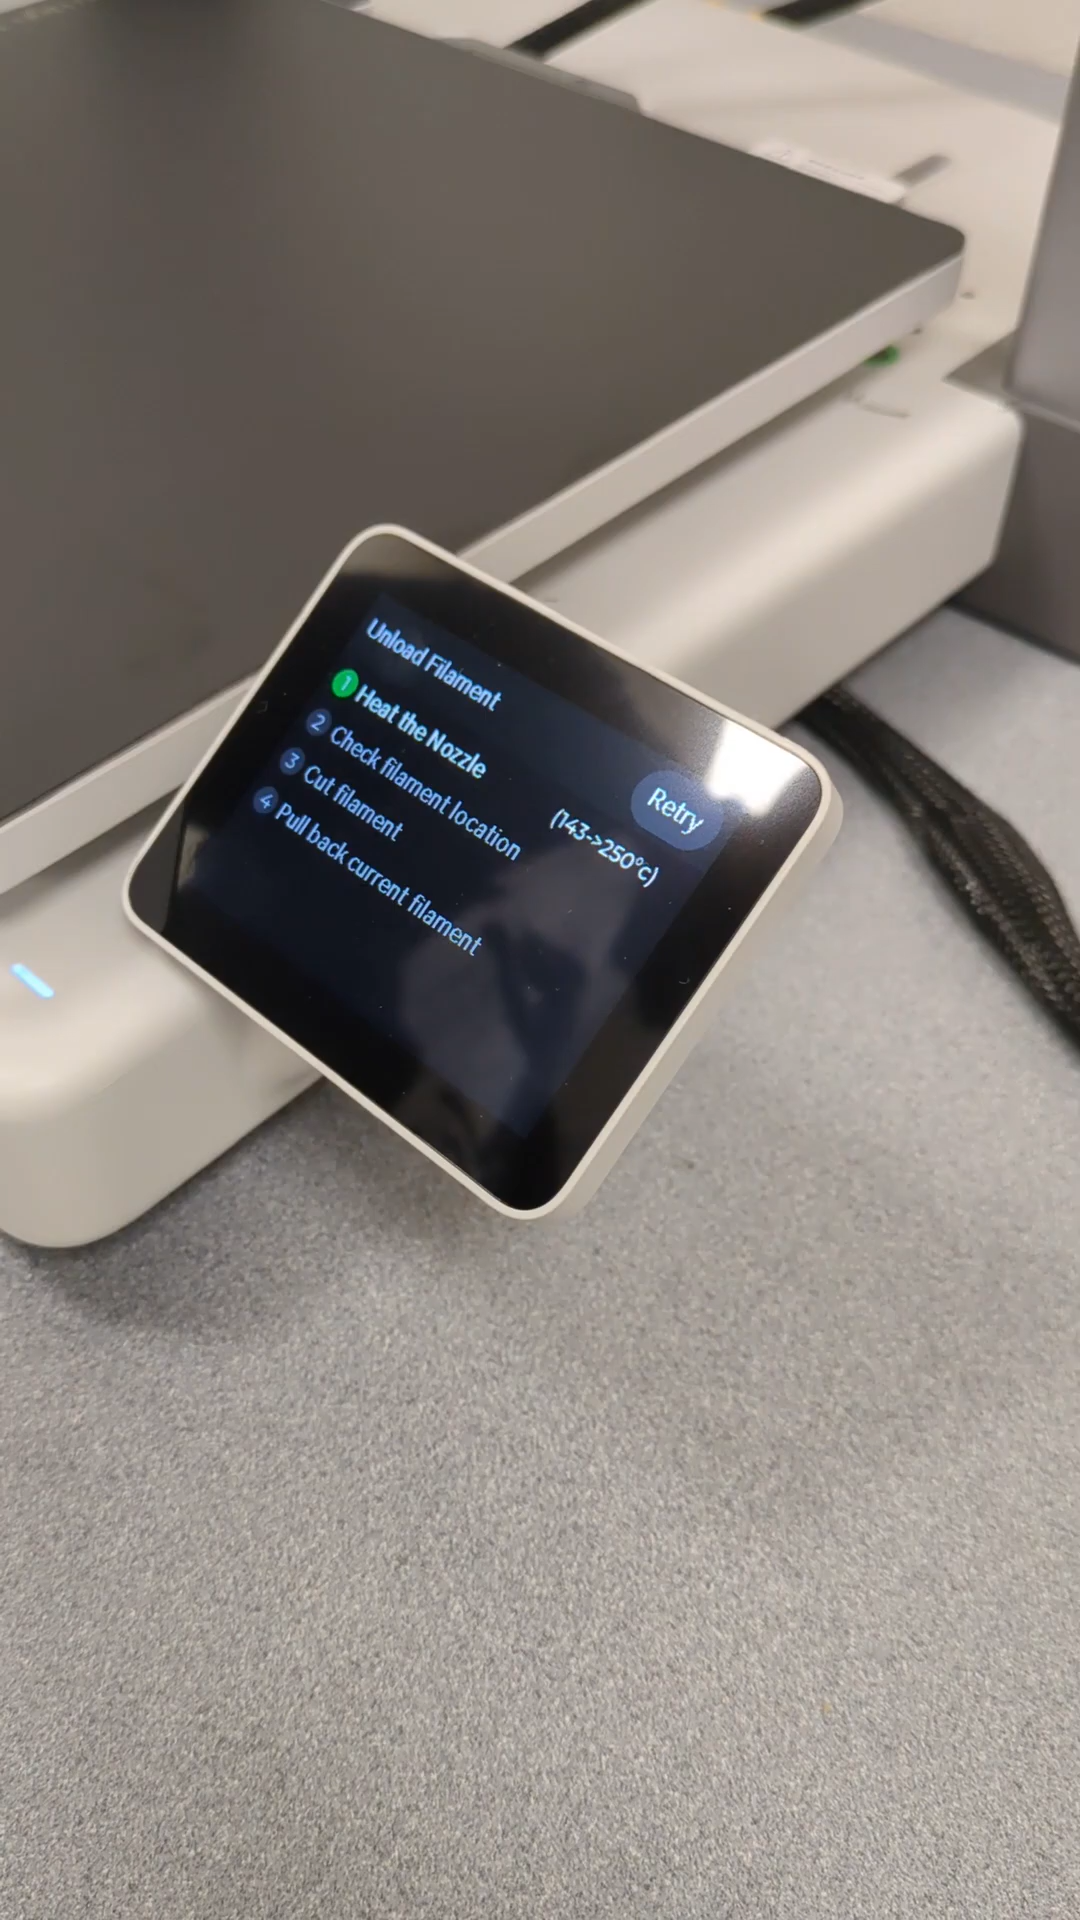 Unload Filament
1 Heat the Nozzle
(143->250°c)
2 Check filament location
3 Cut filament
4 Pull back current filament
Retry